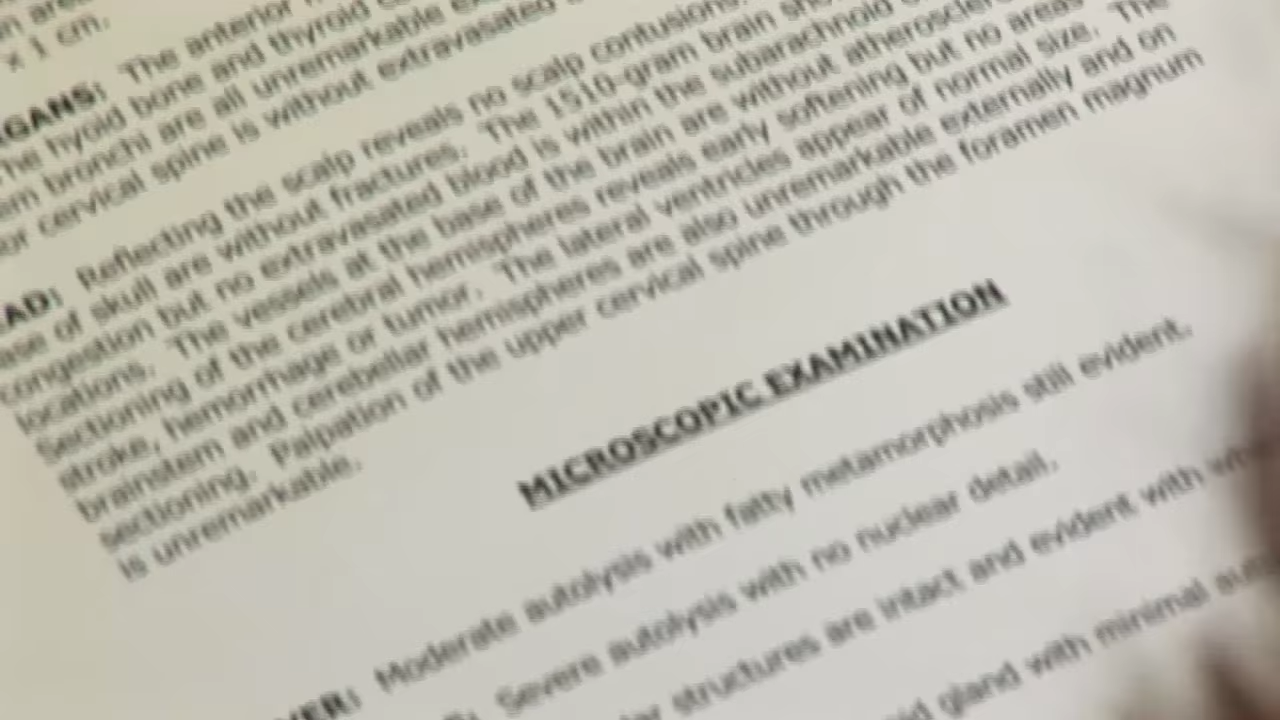 n area
x 1 cm.
GANS: The anterior
he hyoid bone and thyroid
em bronchi are all unremarkable
or cervical spine is without extravasated
EAD: Reflecting the scalp reveals no scalp contusions.
ase of skull are without fractures. The 1510-gram brain
congestion but no extravasated blood is within the subarachnoid
locations. The vessels at the base of the brain are without
Sectioning of the cerebral hemispheres reveals early softening but no areas
stroke, hemorrhage or tumor. The lateral ventricles appear of normal size. The
brainstem and cerebellar hemispheres are also unremarkable externally and on
sectioning. Palpation of the upper cervical spine through the foramen magnum
is unremarkable.
MICROSCOPIC EXAMINATION
VER: Moderate autolysis with fatty metamorphosis still evident.
Severe autolysis with no nuclear detail.
structures are intact and evident with
gland with minimal